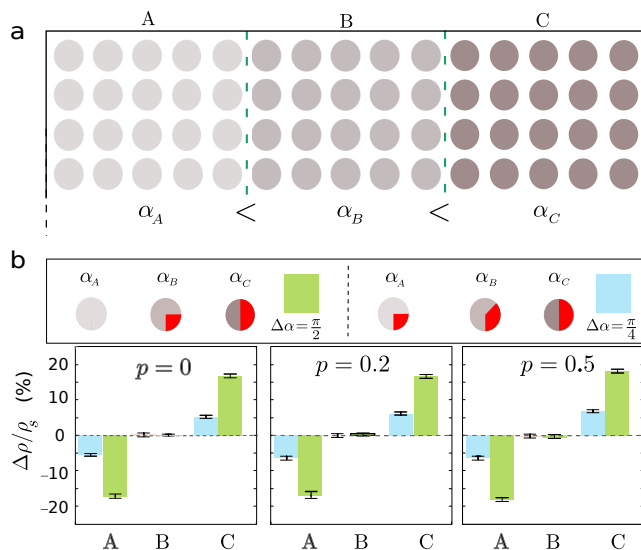 a
A B C
α_A < α_B < α_C
b
α_A α_B α_C α_A α_B α_C
Δα=π/2 Δα=π/4
Δρ/ρ_s (%)
p=0 p=0.2 p=0.5
20
10
0
−10
−20
A B C A B C A B C